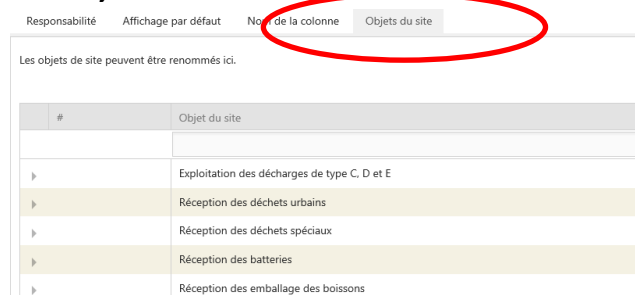 Responsabilité Affichage par défaut Nom de la colonne Objets du site
Les objets de site peuvent être renommés ici.
# Objet du site
Exploitation des décharges de type C, D et E
Réception des déchets urbains
Réception des déchets spéciaux
Réception des batteries
Réception des emballage des boissons